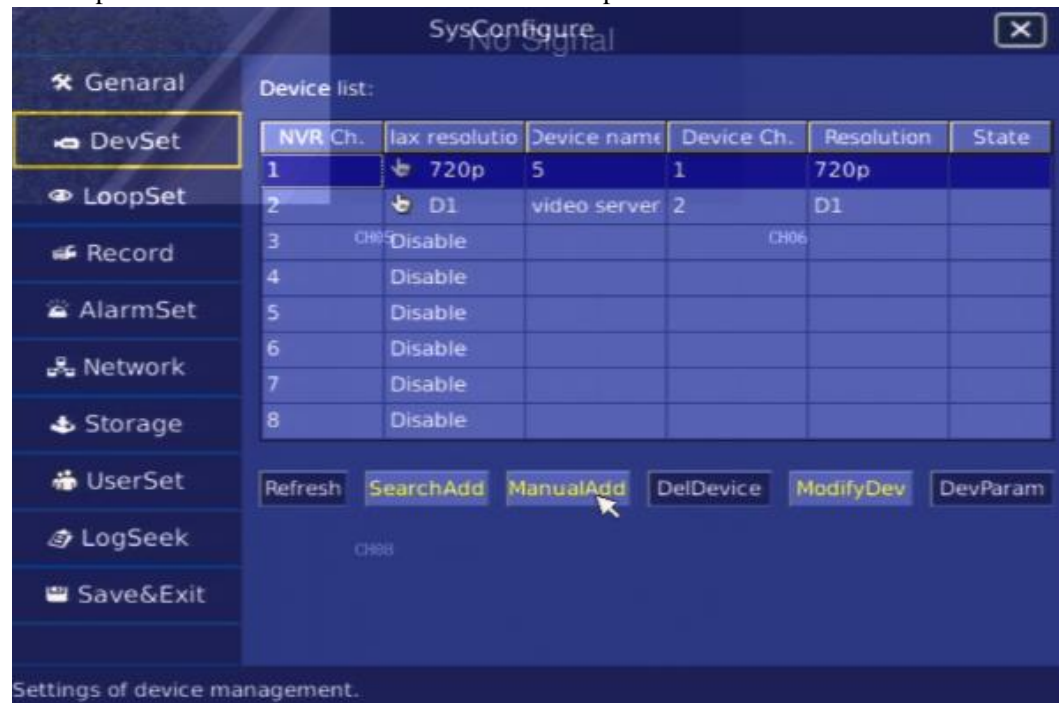 SysConfigure
No Signal
Genaral
DevSet
LoopSet
Record
AlarmSet
Network
Storage
UserSet
LogSeek
Save&Exit
Device list:
NVR Ch. lax resolutio Device name Device Ch. Resolution State
1 720p 5 1 720p
2 D1 video server 2 D1
3 Disable
CH05 CH06
4 Disable
5 Disable
6 Disable
7 Disable
8 Disable
Refresh SearchAdd ManualAdd DelDevice ModifyDev DevParam
CH08
Settings of device management.